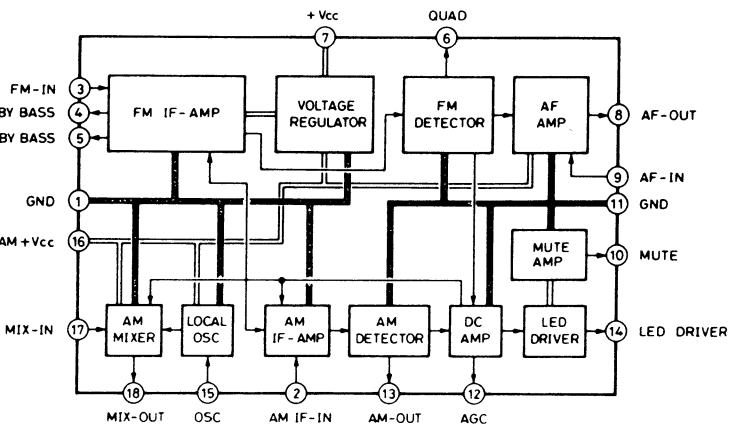 +Vcc QUAD
7 6
FM-IN 3
FM IF-AMP
VOLTAGE
REGULATOR
FM
DETECTOR
AF
AMP
BY BASS 4
BY BASS 5
8 AF-OUT
9 AF-IN
GND 1
11 GND
AM+Vcc 16
MUTE
AMP
10 MUTE
MIX-IN 17
AM
MIXER
LOCAL
OSC
AM
IF-AMP
AM
DETECTOR
DC
AMP
LED
DRIVER
14 LED DRIVER
18 15 2 13 12
MIX-OUT OSC AM IF-IN AM-OUT AGC